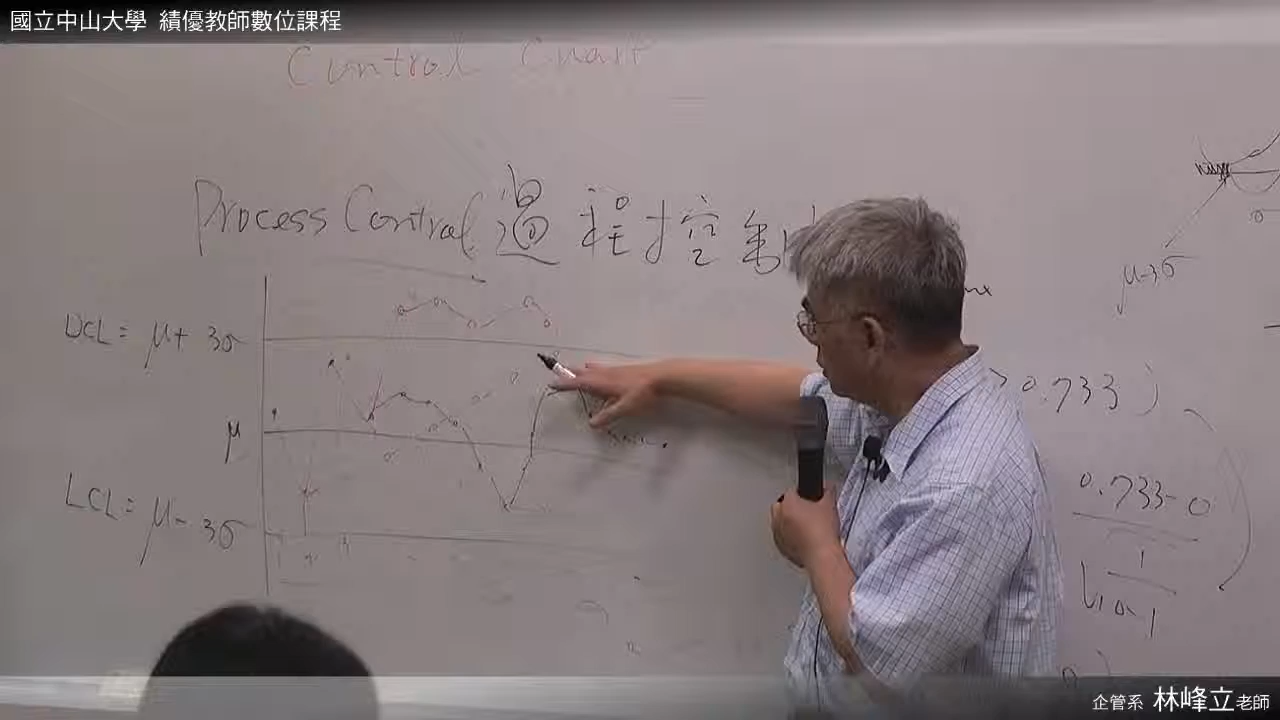 國立中山大學 績優教師數位課程
Control Chart
Process Control 過程控制
UCL = μ + 3σ
μ
LCL = μ - 3σ
μ-3σ
0.733)
0.733-0
1
企管系 林峰立老師